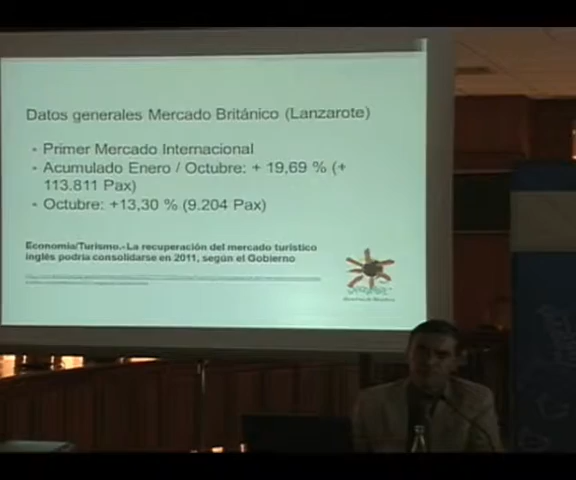 Datos generales Mercado Británico (Lanzarote)
- Primer Mercado Internacional
- Acumulado Enero / Octubre: + 19,69 % (+
113.811 Pax)
- Octubre: +13,30 % (9.204 Pax)
Economía/Turismo.- La recuperación del mercado turístico
inglés podría consolidarse en 2011, según el Gobierno